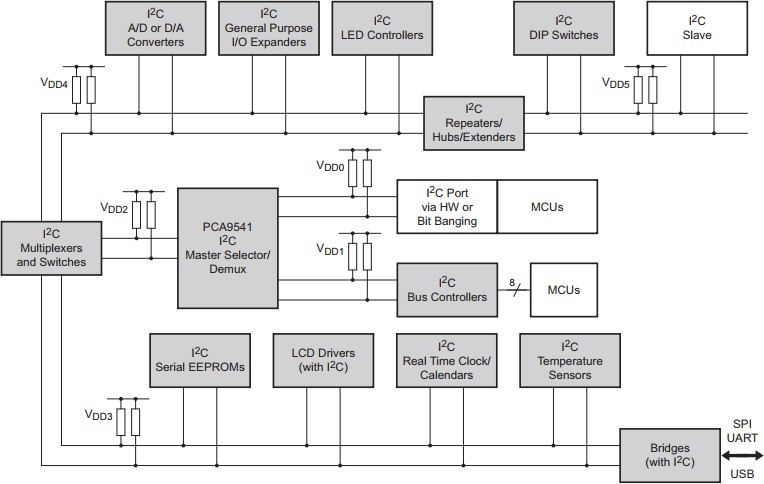 I2C
A/D or D/A
Converters
I2C
General Purpose
I/O Expanders
I2C
LED Controllers
I2C
DIP Switches
I2C
Slave
VDD4
VDD5
I2C
Repeaters/
Hubs/Extenders
VDD0
I2C Port
via HW or
Bit Banging
MCUs
VDD2
PCA9541
I2C
Master Selector/
Demux
I2C
Multiplexers
and Switches
VDD1
I2C
Bus Controllers
8
MCUs
I2C
Serial EEPROMs
LCD Drivers
(with I2C)
I2C
Real Time Clock/
Calendars
I2C
Temperature
Sensors
VDD3
Bridges
(with I2C)
SPI
UART
USB